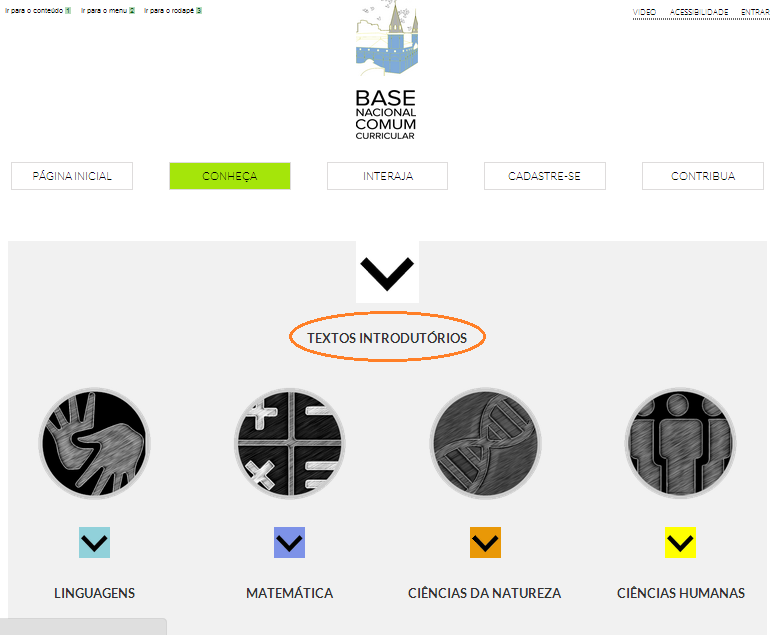 Ir para o conteúdo 1 Ir para o menu 2 Ir para o rodapé 3
VIDEO ACESSIBILIDADE ENTRAR
BASE
NACIONAL
COMUM
CURRICULAR
PÁGINA INICIAL CONHEÇA INTERAJA CADASTRE-SE CONTRIBUA
TEXTOS INTRODUTÓRIOS
LINGUAGENS MATEMÁTICA CIÊNCIAS DA NATUREZA CIÊNCIAS HUMANAS